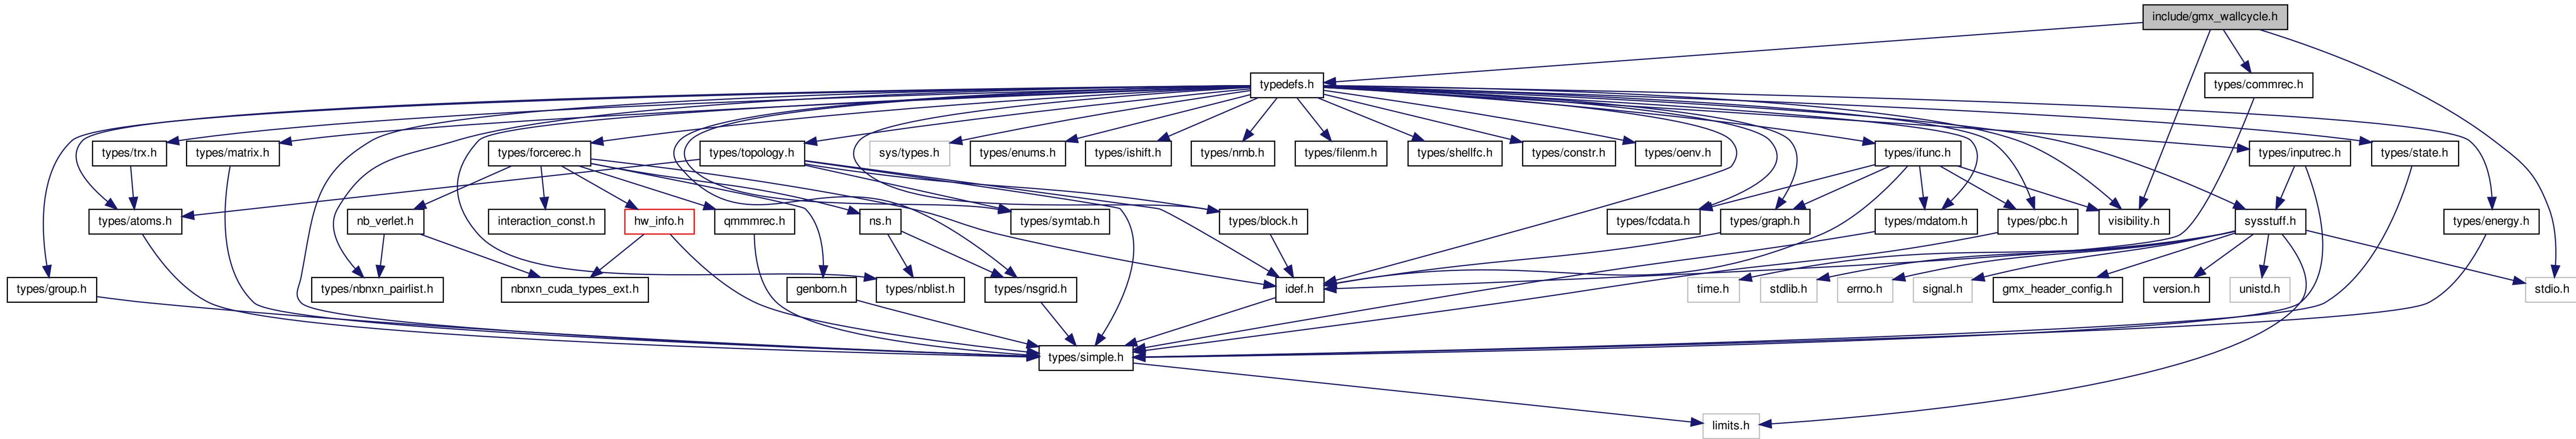 include/gmx_wallcycle.h
typedefs.h
types/commrec.h
types/trx.h
types/matrix.h
types/forcerec.h
types/topology.h
sys/types.h
types/enums.h
types/ishift.h
types/nrnb.h
types/filenm.h
types/shellfc.h
types/constr.h
types/oenv.h
types/ifunc.h
types/inputrec.h
types/state.h
types/atoms.h
nb_verlet.h
interaction_const.h
hw_info.h
qmmmrec.h
ns.h
types/symtab.h
types/block.h
types/fcdata.h
types/graph.h
types/mdatom.h
types/pbc.h
visibility.h
sysstuff.h
types/energy.h
types/group.h
types/nbnxn_pairlist.h
nbnxn_cuda_types_ext.h
genborn.h
types/nblist.h
types/nsgrid.h
idef.h
time.h
stdlib.h
errno.h
signal.h
gmx_header_config.h
version.h
unistd.h
stdio.h
types/simple.h
limits.h